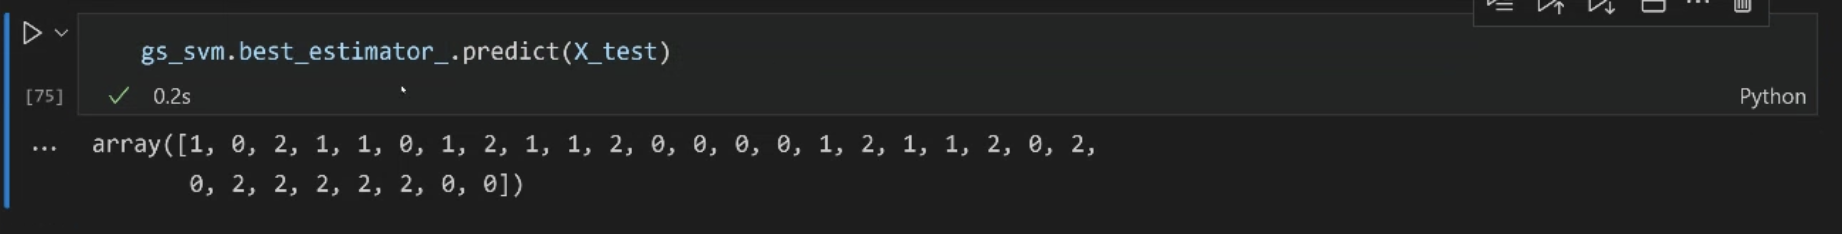 gs_svm.best_estimator_.predict(X_test)
[75]
0.2s
Python
...
array([1, 0, 2, 1, 1, 0, 1, 2, 1, 1, 2, 0, 0, 0, 0, 1, 2, 1, 1, 2, 0, 2,
       0, 2, 2, 2, 2, 2, 0, 0])